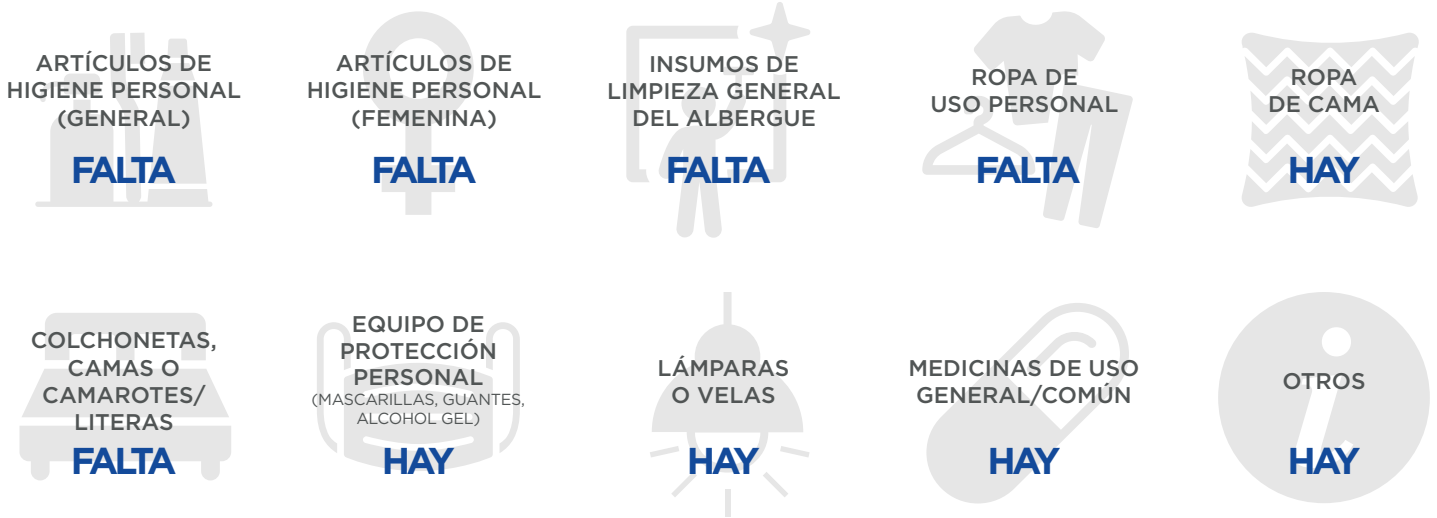 ARTÍCULOS DE
HIGIENE PERSONAL
(GENERAL)
FALTA
ARTÍCULOS DE
HIGIENE PERSONAL
(FEMENINA)
FALTA
INSUMOS DE
LIMPIEZA GENERAL
DEL ALBERGUE
FALTA
ROPA DE
USO PERSONAL
FALTA
ROPA
DE CAMA
HAY
COLCHONETAS,
CAMAS O
CAMAROTES/
LITERAS
FALTA
EQUIPO DE
PROTECCIÓN
PERSONAL
(MASCARILLAS, GUANTES,
ALCOHOL GEL)
HAY
LÁMPARAS
O VELAS
HAY
MEDICINAS DE USO
GENERAL/COMÚN
HAY
OTROS
HAY